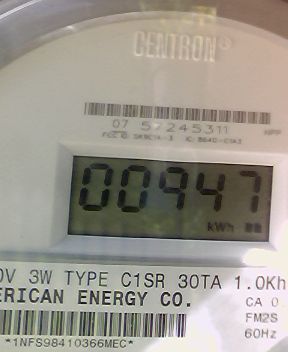 CENTRON®
07 57245311
00947
kWh
0V 3W TYPE C1SR 30TA 1.0Kh
ERICAN ENERGY CO.
CA 0.
FM2S
*1NFS98410366MEC*
60Hz